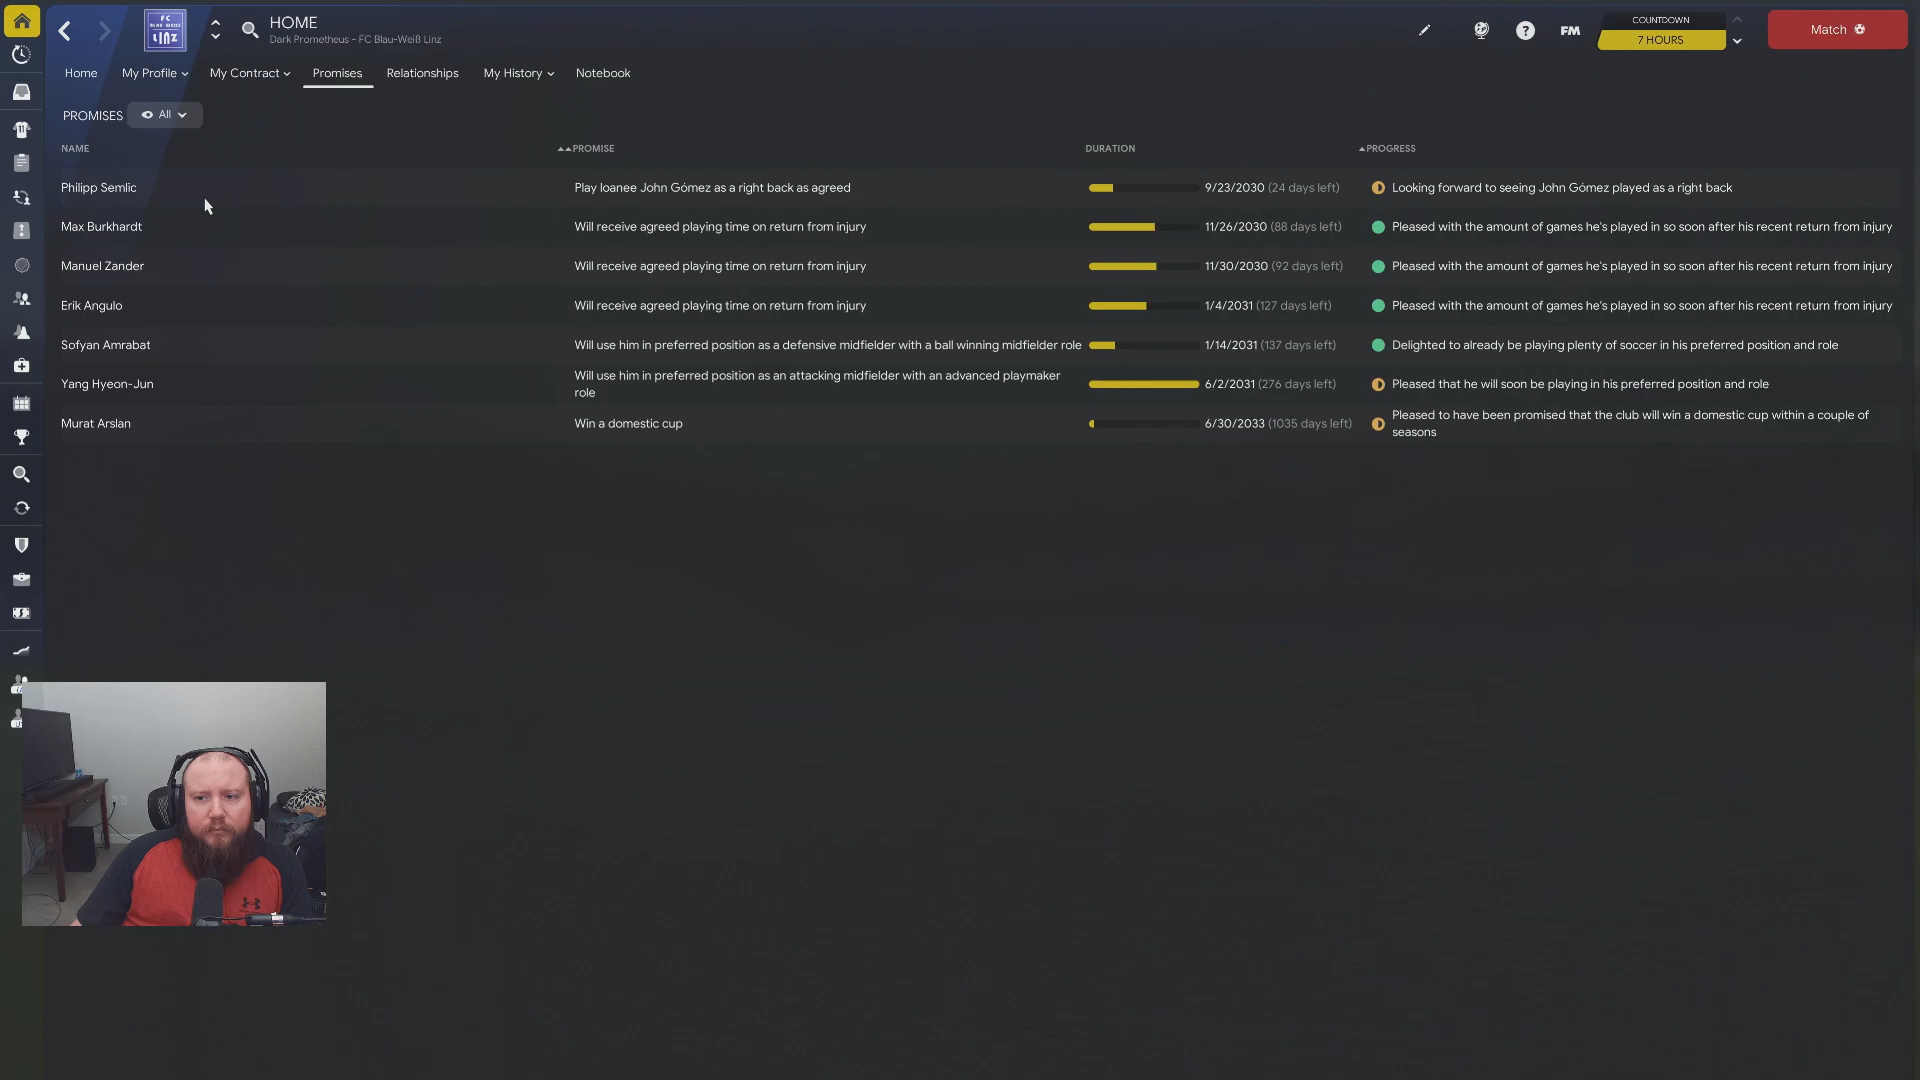 FC
BLAU WEISS
LINZ
HOME
Dark Prometheus - FC Blau-Weiß Linz
FM
COUNTDOWN
7 HOURS
Match
Home
My Profile
My Contract
Promises
Relationships
My History
Notebook
PROMISES
All
NAME
PROMISE
DURATION
PROGRESS
Philipp Semlic
Play loanee John Gómez as a right back as agreed
9/23/2030 (24 days left)
Looking forward to seeing John Gómez played as a right back
Max Burkhardt
Will receive agreed playing time on return from injury
11/26/2030 (88 days left)
Pleased with the amount of games he's played in so soon after his recent return from injury
Manuel Zander
Will receive agreed playing time on return from injury
11/30/2030 (92 days left)
Pleased with the amount of games he's played in so soon after his recent return from injury
Erik Angulo
Will receive agreed playing time on return from injury
1/4/2031 (127 days left)
Pleased with the amount of games he's played in so soon after his recent return from injury
Sofyan Amrabat
Will use him in preferred position as a defensive midfielder with a ball winning midfielder role
1/14/2031 (137 days left)
Delighted to already be playing plenty of soccer in his preferred position and role
Yang Hyeon-Jun
Will use him in preferred position as an attacking midfielder with an advanced playmaker
role
6/2/2031 (276 days left)
Pleased that he will soon be playing in his preferred position and role
Murat Arslan
Win a domestic cup
6/30/2033 (1035 days left)
Pleased to have been promised that the club will win a domestic cup within a couple of
seasons